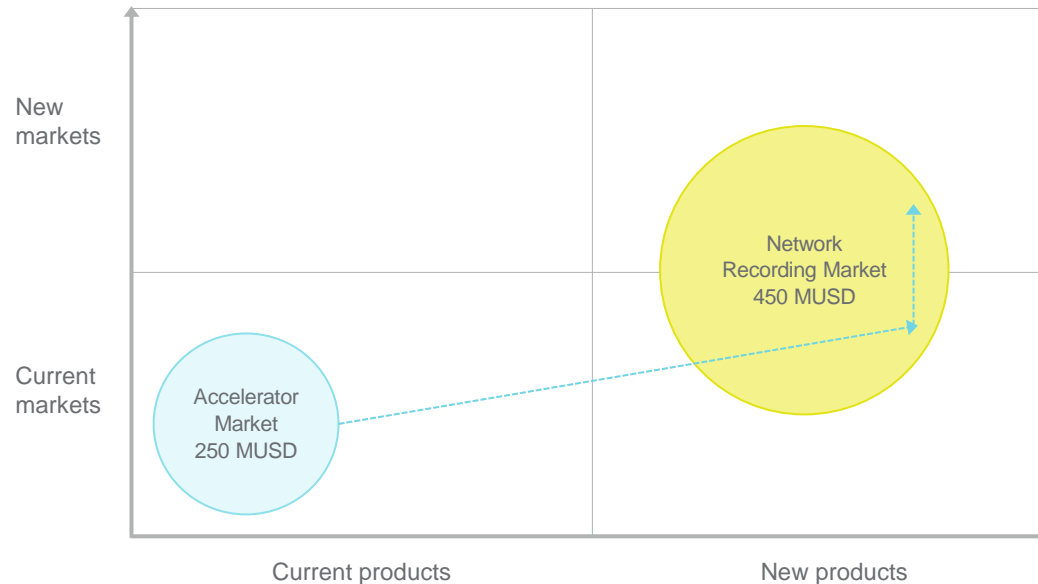 New
markets
Network
Recording Market
450 MUSD
Current
markets
Accelerator
Market
250 MUSD
Current products
New products